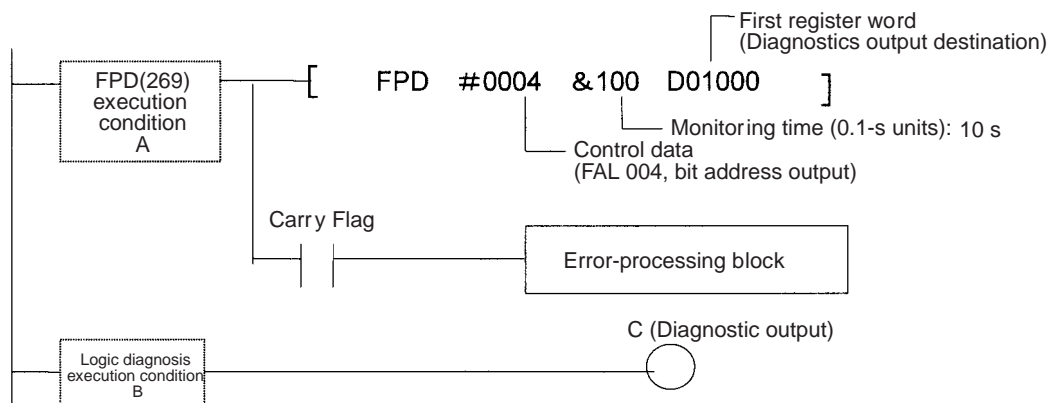 First register word
(Diagnostics output destination)
FPD(269)
execution
condition
A
[ FPD #0004 &100 D01000 ]
Monitoring time (0.1-s units): 10 s
Control data
(FAL 004, bit address output)
Carry Flag
Error-processing block
C (Diagnostic output)
Logic diagnosis
execution condition
B